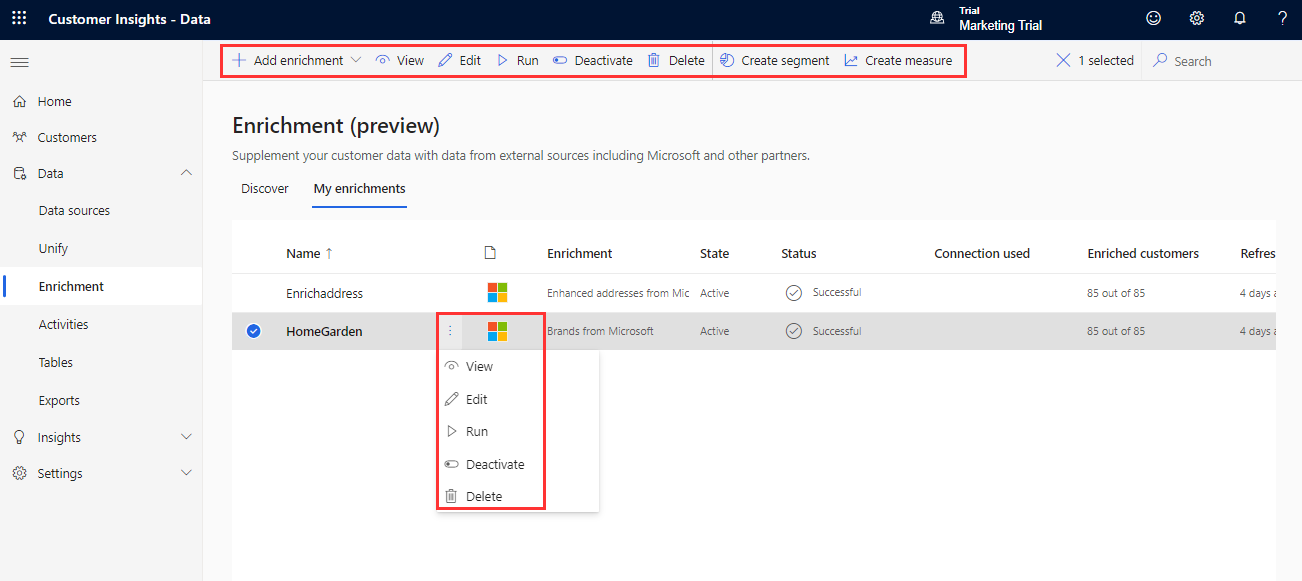 Customer Insights - Data
Trial
Marketing Trial
Add enrichment View Edit Run Deactivate Delete Create segment Create measure 1 selected Search
Home
Customers
Data
Data sources
Unify
Enrichment
Activities
Tables
Exports
Insights
Settings
Enrichment (preview)
Supplement your customer data with data from external sources including Microsoft and other partners.
Discover My enrichments
Name ↑ Enrichment State Status Connection used Enriched customers Refres
Enrichaddress Enhanced addresses from Mic Active Successful 85 out of 85 4 days a
HomeGarden Brands from Microsoft Active Successful 85 out of 85 4 days a
View
Edit
Run
Deactivate
Delete